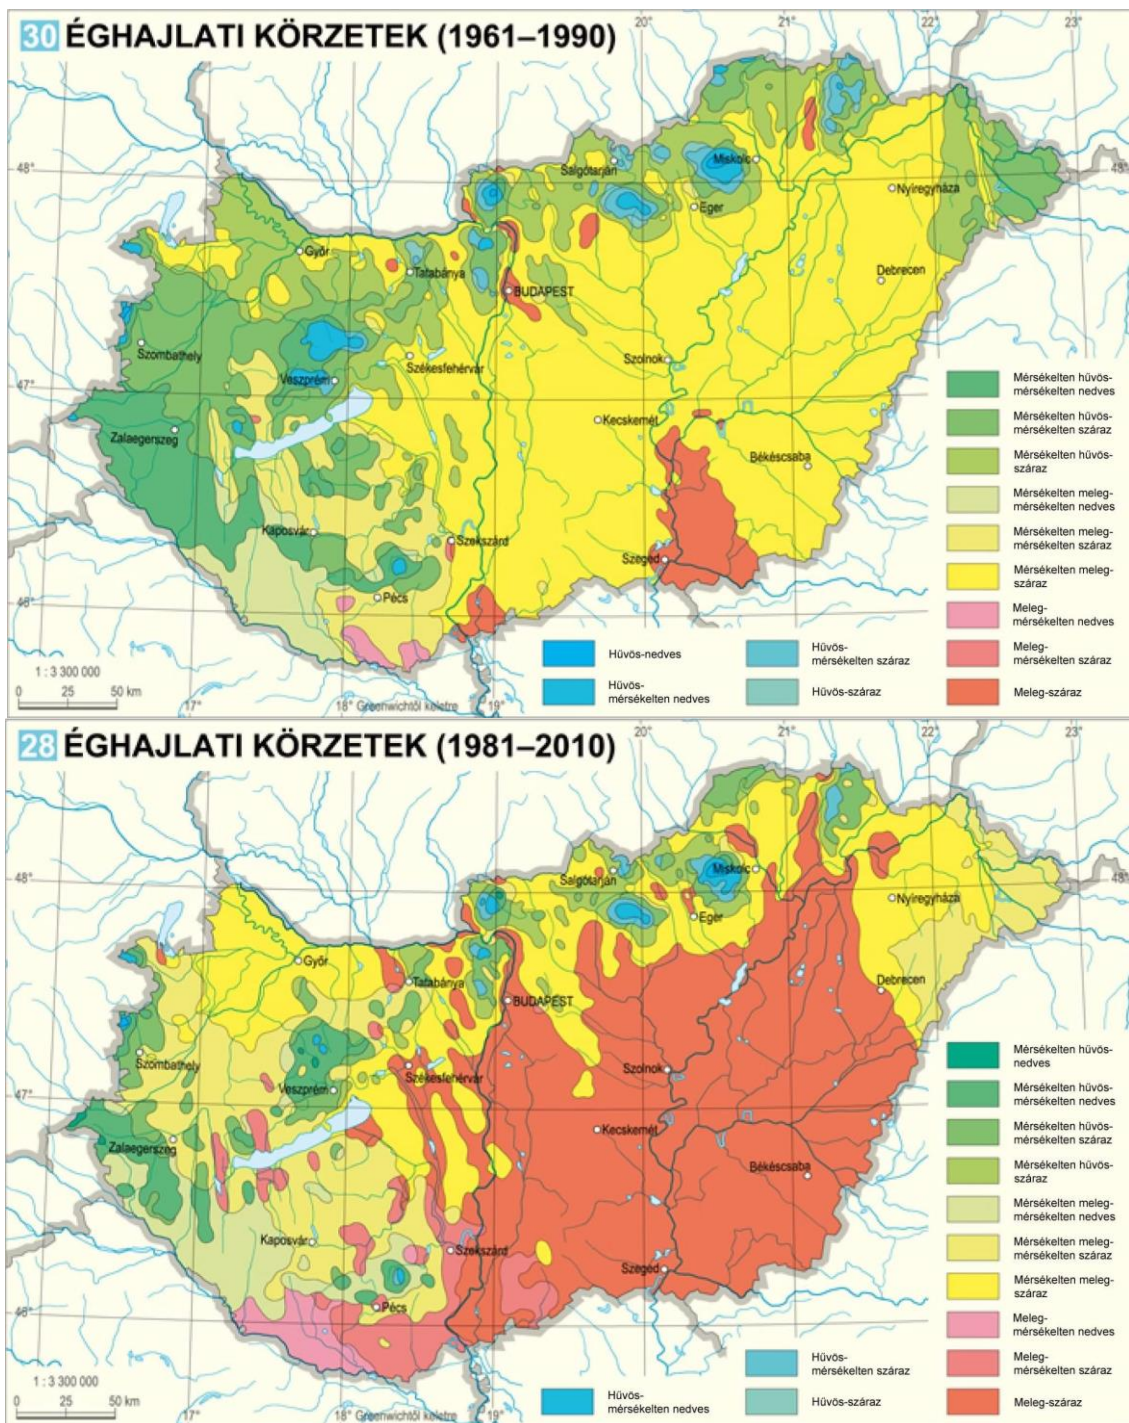 30 ÉGHAJLATI KÖRZETEK (1961–1990)
20°
21°
22°
23°
48°
48°
Salgótarján
Miskolc
Nyíregyháza
Eger
Győr
Tatabánya
BUDAPEST
Debrecen
Szombathely
Székesfehérvár
Szolnok
Veszprém
47°
Zalaegerszeg
Kecskemét
Békéscsaba
Kaposvár
Szekszárd
Szeged
46°
Pécs
Mérsékelten hűvös-
mérsékelten nedves
Mérsékelten hűvös-
mérsékelten száraz
Mérsékelten hűvös-
száraz
Mérsékelten meleg-
mérsékelten nedves
Mérsékelten meleg-
mérsékelten száraz
Mérsékelten meleg-
száraz
Meleg-
mérsékelten nedves
Meleg-
mérsékelten száraz
Meleg-száraz
Hűvös-nedves
Hűvös-
mérsékelten nedves
Hűvös-
mérsékelten száraz
Hűvös-száraz
1 : 3 300 000
0 25 50 km
17°
18° Greenwichtől keletre
19°
28 ÉGHAJLATI KÖRZETEK (1981–2010)
20°
21°
22°
23°
48°
48°
Salgótarján
Miskolc
Nyíregyháza
Eger
Győr
Tatabánya
BUDAPEST
Debrecen
Szombathely
Székesfehérvár
Szolnok
Veszprém
47°
Zalaegerszeg
Kecskemét
Békéscsaba
Kaposvár
Szekszárd
Szeged
46°
Pécs
Mérsékelten hűvös-
nedves
Mérsékelten hűvös-
mérsékelten nedves
Mérsékelten hűvös-
mérsékelten száraz
Mérsékelten hűvös-
száraz
Mérsékelten meleg-
mérsékelten nedves
Mérsékelten meleg-
mérsékelten száraz
Mérsékelten meleg-
száraz
Meleg-
mérsékelten nedves
Meleg-
mérsékelten száraz
Meleg-száraz
Hűvös-
mérsékelten nedves
Hűvös-
mérsékelten száraz
Hűvös-száraz
1 : 3 300 000
0 25 50 km
17°
18° Greenwichtől keletre
19°